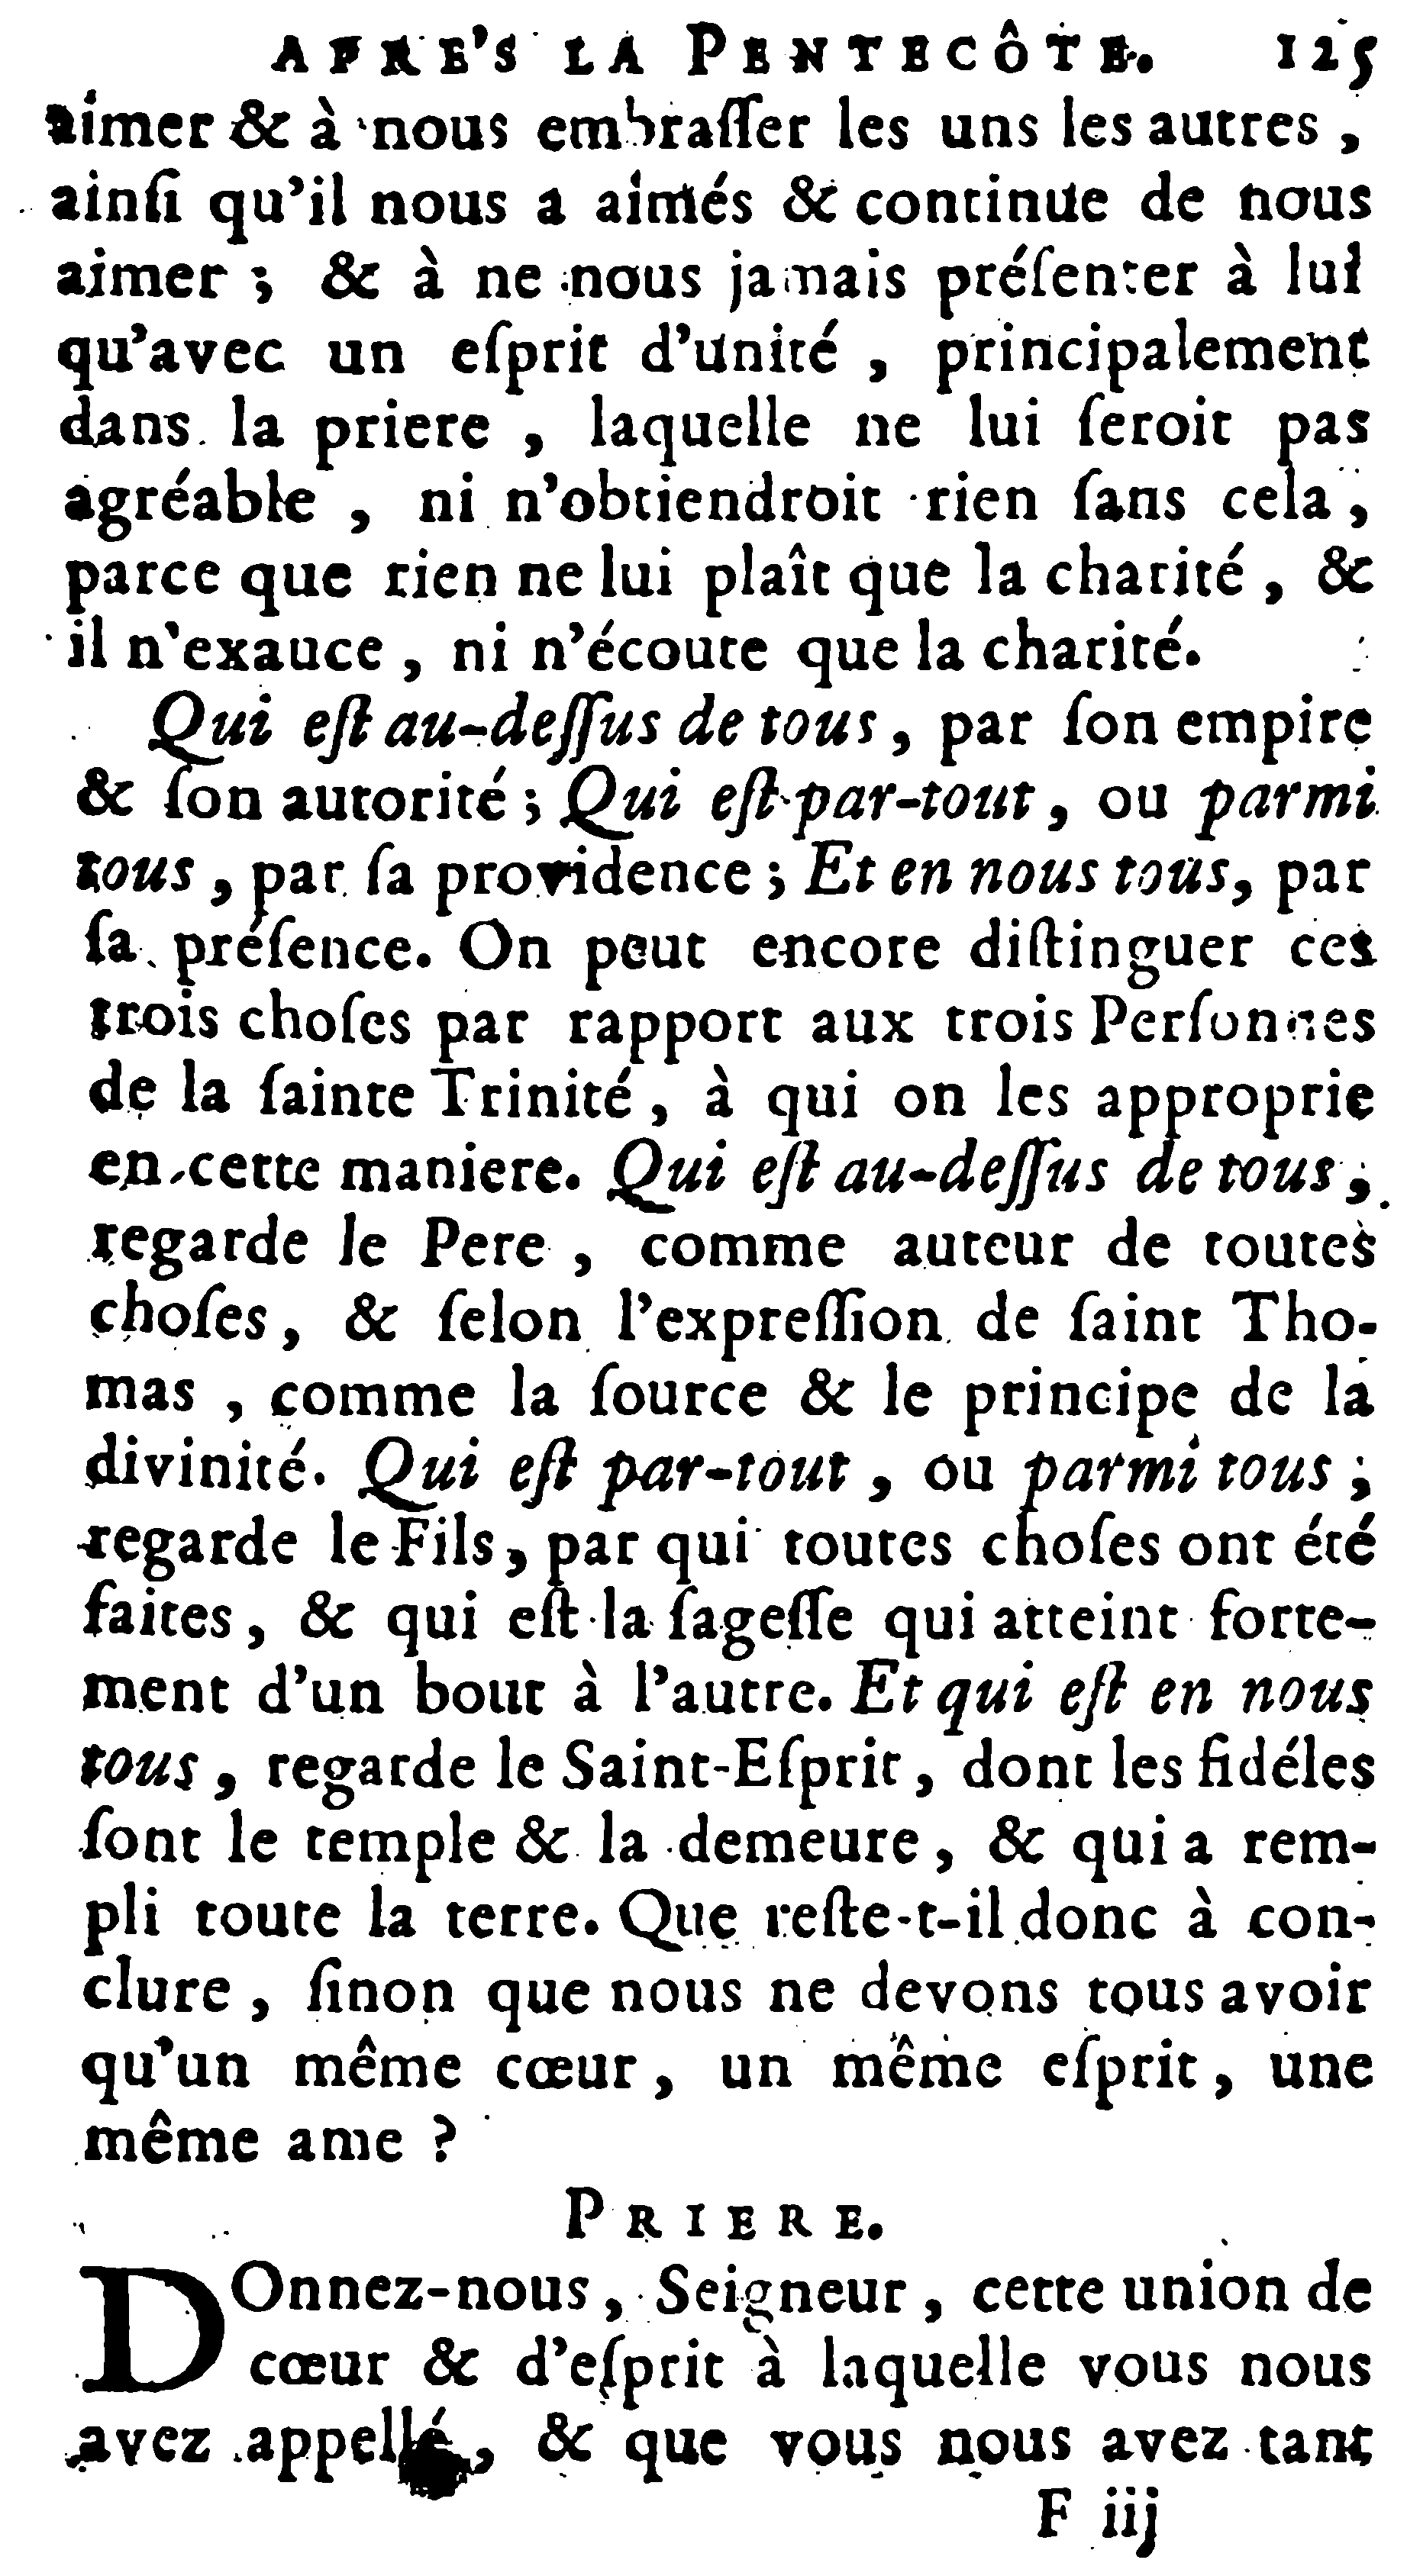 APRE'S LA PENTECÔTE. 125
aimer & à nous embraſſer les uns les autres ,
ainſi qu'il nous a aimés & continue de nous
aimer ; & à ne nous jamais préſenter à lui
qu'avec un eſprit d'unité , principalement
dans la priere , laquelle ne lui ſeroit pas
agréable , ni n'obtiendroit rien ſans cela ,
parce que rien ne lui plaît que la charité , &
il n'exauce , ni n'écoute que la charité.
Qui eſt au-deſſus de tous , par ſon empire
& ſon autorité ; Qui eſt par-tout , ou parmi
tous , par ſa providence ; Et en nous tous, par
ſa préſence. On peut encore diſtinguer ces
trois choſes par rapport aux trois Perſonnes
de la ſainte Trinité , à qui on les approprie
en cette maniere. Qui eſt au-deſſus de tous ,
regarde le Pere , comme auteur de toutes
choſes , & ſelon l'expreſſion de ſaint Tho-
mas , comme la ſource & le principe de la
divinité. Qui eſt par-tout , ou parmi tous ;
regarde le Fils , par qui toutes choſes ont été
faites , & qui eſt la ſageſſe qui atteint forte-
ment d'un bout à l'autre. Et qui eſt en nous
tous , regarde le Saint-Eſprit , dont les fidéles
ſont le temple & la demeure , & qui a rem-
pli toute la terre. Que reſte-t-il donc à con-
clure , ſinon que nous ne devons tous avoir
qu'un même cœur , un même eſprit , une
même ame ?
PRIERE.
DOnnez-nous , Seigneur , cette union de
cœur & d'eſprit à laquelle vous nous
avez appellé , & que vous nous avez tant
F iij